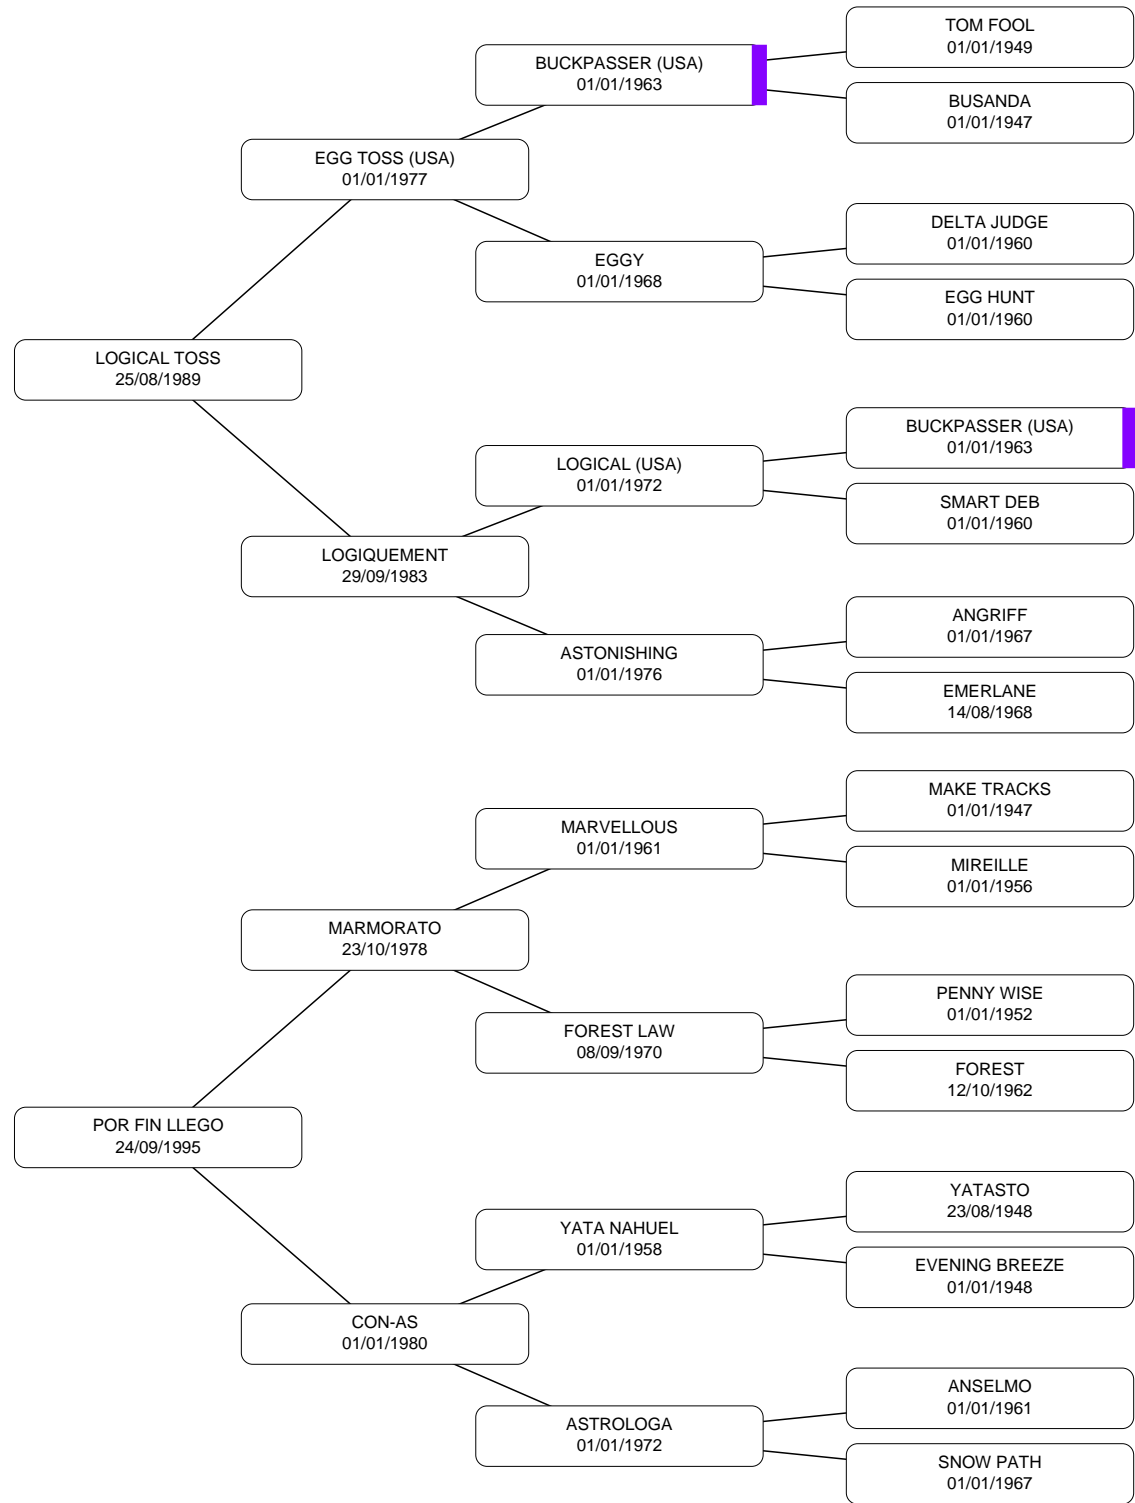 TOM FOOL
01/01/1949
BUCKPASSER (USA)
01/01/1963
BUSANDA
01/01/1947
EGG TOSS (USA)
01/01/1977
DELTA JUDGE
01/01/1960
EGGY
01/01/1968
EGG HUNT
01/01/1960
LOGICAL TOSS
25/08/1989
BUCKPASSER (USA)
01/01/1963
LOGICAL (USA)
01/01/1972
SMART DEB
01/01/1960
LOGIQUEMENT
29/09/1983
ANGRIFF
01/01/1967
ASTONISHING
01/01/1976
EMERLANE
14/08/1968
MAKE TRACKS
01/01/1947
MARVELLOUS
01/01/1961
MIREILLE
01/01/1956
MARMORATO
23/10/1978
PENNY WISE
01/01/1952
FOREST LAW
08/09/1970
FOREST
12/10/1962
POR FIN LLEGO
24/09/1995
YATASTO
23/08/1948
YATA NAHUEL
01/01/1958
EVENING BREEZE
01/01/1948
CON-AS
01/01/1980
ANSELMO
01/01/1961
ASTROLOGA
01/01/1972
SNOW PATH
01/01/1967